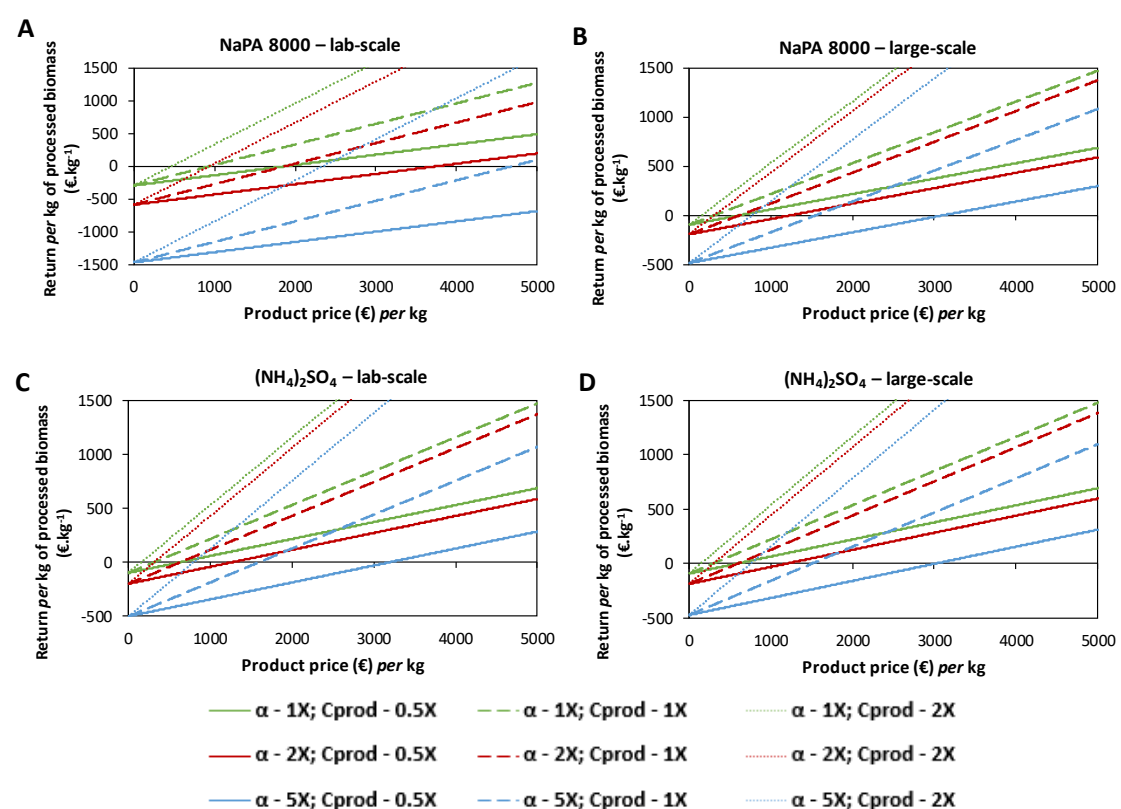 A
NaPA 8000 – lab-scale
Return per kg of processed biomass
(€.kg-1)
1500
1000
500
0
-500
-1000
-1500
0 1000 2000 3000 4000 5000
Product price (€) per kg
B
NaPA 8000 – large-scale
Return per kg of processed biomass
(€.kg-1)
1500
1000
500
0
-500
0 1000 2000 3000 4000 5000
Product price (€) per kg
C
(NH4)2SO4 – lab-scale
Return per kg of processed biomass
(€.kg-1)
1500
1000
500
0
-500
0 1000 2000 3000 4000 5000
Product price (€) per kg
D
(NH4)2SO4 – large-scale
Return per kg of processed biomass
(€.kg-1)
1500
1000
500
0
-500
0 1000 2000 3000 4000 5000
Product price (€) per kg
α - 1X; Cprod - 0.5X α - 1X; Cprod - 1X α - 1X; Cprod - 2X
α - 2X; Cprod - 0.5X α - 2X; Cprod - 1X α - 2X; Cprod - 2X
α - 5X; Cprod - 0.5X α - 5X; Cprod - 1X α - 5X; Cprod - 2X